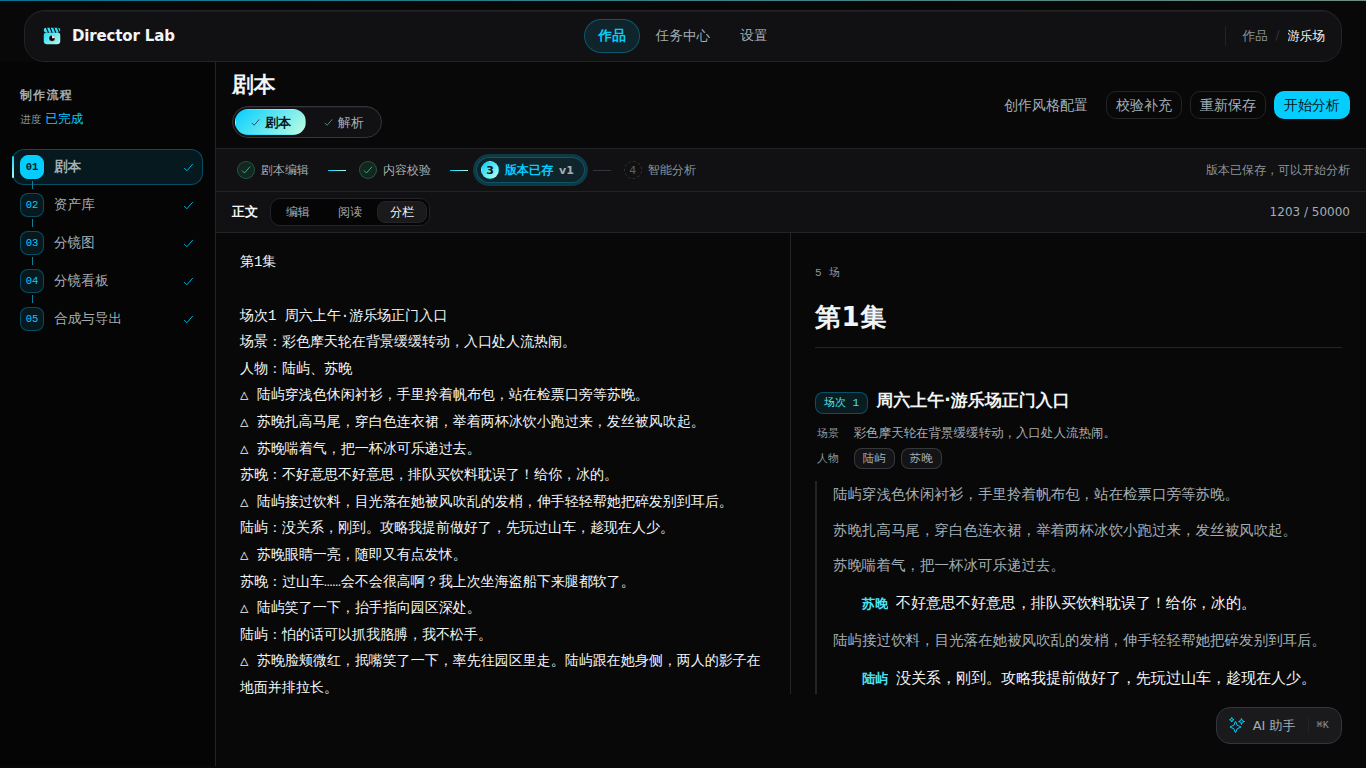 Director Lab
作品
任务中心
设置
作品 / 游乐场
制作流程
进度 已完成
01 剧本
02 资产库
03 分镜图
04 分镜看板
05 合成与导出
剧本
剧本
解析
创作风格配置
校验补充
重新保存
开始分析
剧本编辑
内容校验
3 版本已存 v1
4 智能分析
版本已保存，可以开始分析
正文
编辑
阅读
分栏
1203 / 50000
第1集
场次1 周六上午·游乐场正门入口
场景：彩色摩天轮在背景缓缓转动，入口处人流热闹。
人物：陆屿、苏晚
△ 陆屿穿浅色休闲衬衫，手里拎着帆布包，站在检票口旁等苏晚。
△ 苏晚扎高马尾，穿白色连衣裙，举着两杯冰饮小跑过来，发丝被风吹起。
△ 苏晚喘着气，把一杯冰可乐递过去。
苏晚：不好意思不好意思，排队买饮料耽误了！给你，冰的。
△ 陆屿接过饮料，目光落在她被风吹乱的发梢，伸手轻轻帮她把碎发别到耳后。
陆屿：没关系，刚到。攻略我提前做好了，先玩过山车，趁现在人少。
△ 苏晚眼睛一亮，随即又有点发怵。
苏晚：过山车……会不会很高啊？我上次坐海盗船下来腿都软了。
△ 陆屿笑了一下，抬手指向园区深处。
陆屿：怕的话可以抓我胳膊，我不松手。
△ 苏晚脸颊微红，抿嘴笑了一下，率先往园区里走。陆屿跟在她身侧，两人的影子在
地面并排拉长。
5 场
第1集
场次 1 周六上午·游乐场正门入口
场景 彩色摩天轮在背景缓缓转动，入口处人流热闹。
人物 陆屿 苏晚
陆屿穿浅色休闲衬衫，手里拎着帆布包，站在检票口旁等苏晚。
苏晚扎高马尾，穿白色连衣裙，举着两杯冰饮小跑过来，发丝被风吹起。
苏晚喘着气，把一杯冰可乐递过去。
苏晚 不好意思不好意思，排队买饮料耽误了！给你，冰的。
陆屿接过饮料，目光落在她被风吹乱的发梢，伸手轻轻帮她把碎发别到耳后。
陆屿 没关系，刚到。攻略我提前做好了，先玩过山车，趁现在人少。
AI 助手 ⌘K